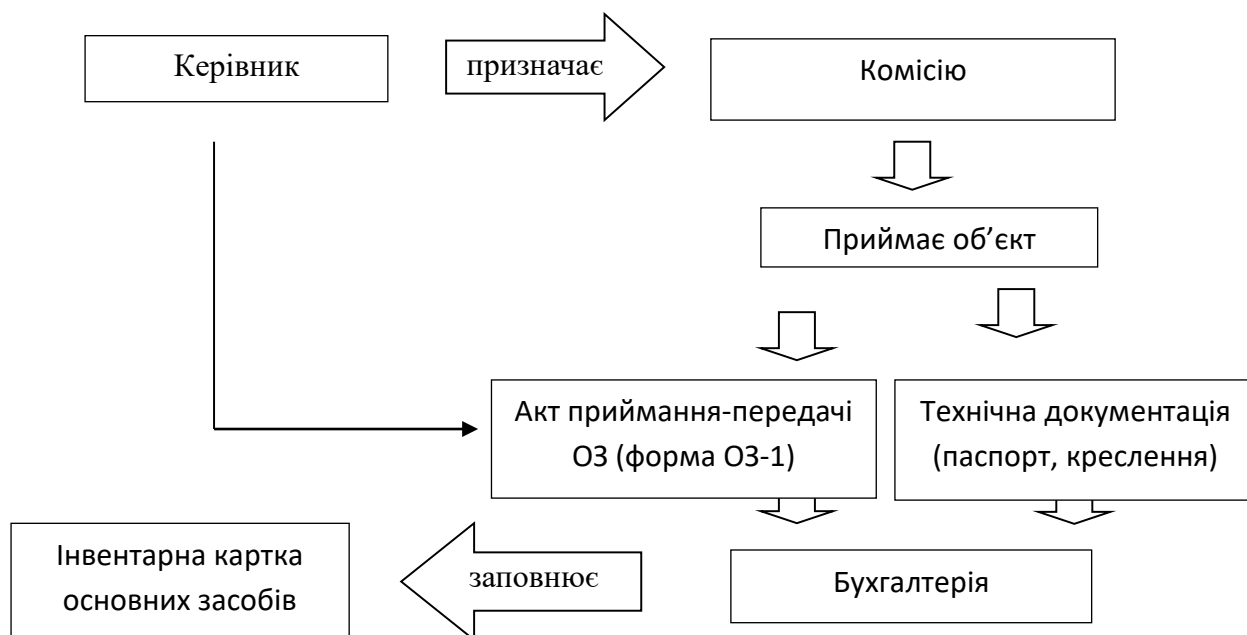 Керівник
призначає
Комісію
Приймає об’єкт
Акт приймання-передачі
ОЗ (форма ОЗ-1)
Технічна документація
(паспорт, креслення)
Інвентарна картка
основних засобів
заповнює
Бухгалтерія